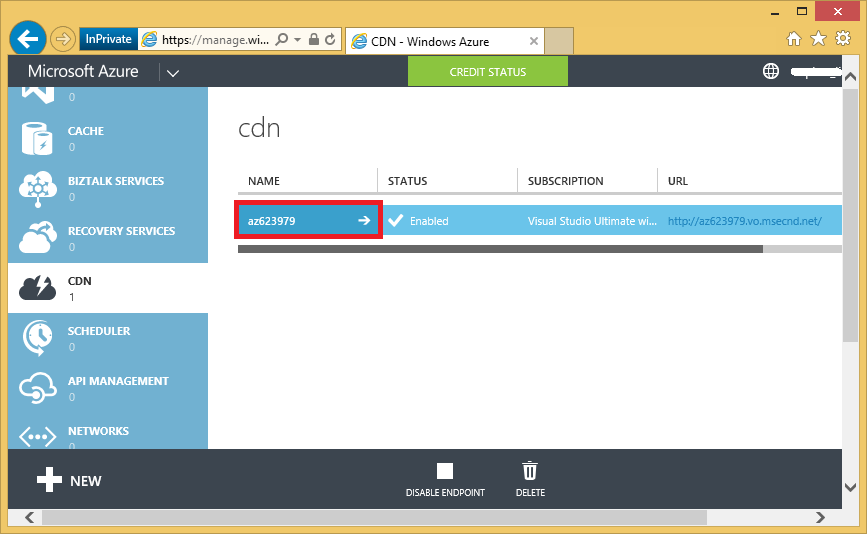 InPrivate
https://manage.wi...
CDN - Windows Azure
Microsoft Azure
CREDIT STATUS
0
CACHE
0
BIZTALK SERVICES
0
RECOVERY SERVICES
0
CDN
1
SCHEDULER
0
API MANAGEMENT
0
NETWORKS
0
cdn
NAME STATUS SUBSCRIPTION URL
az623979 Enabled Visual Studio Ultimate wi... http://az623979.vo.msecnd.net/
NEW
DISABLE ENDPOINT
DELETE